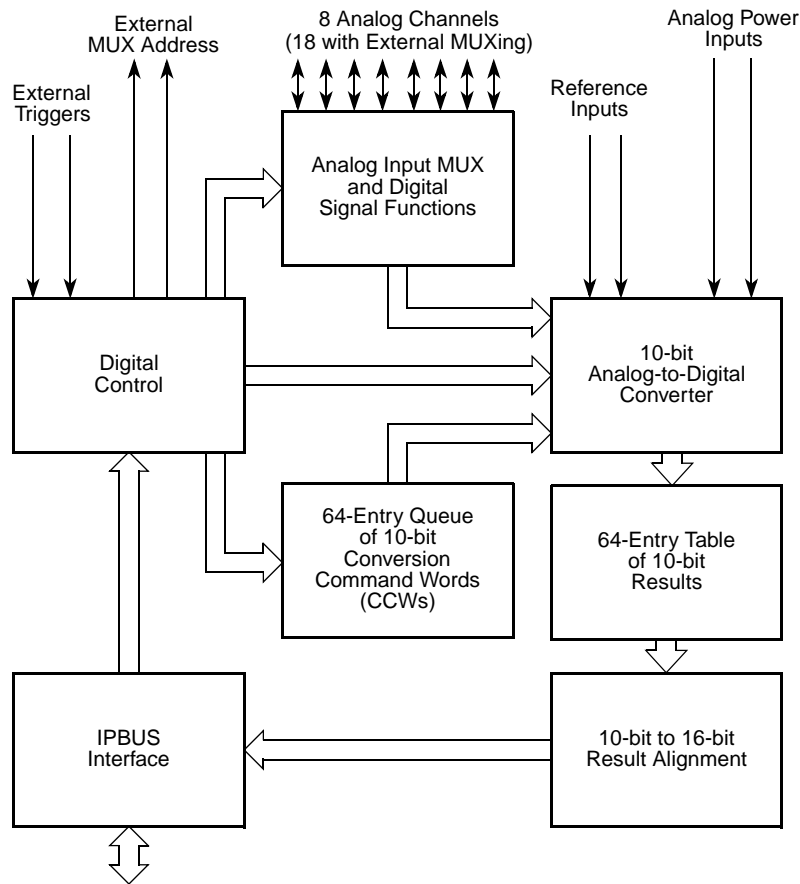 External
MUX Address
8 Analog Channels
(18 with External MUXing)
Analog Power
Inputs
External
Triggers
Reference
Inputs
Analog Input MUX
and Digital
Signal Functions
Digital
Control
10-bit
Analog-to-Digital
Converter
64-Entry Queue
of 10-bit
Conversion
Command Words
(CCWs)
64-Entry Table
of 10-bit
Results
IPBUS
Interface
10-bit to 16-bit
Result Alignment